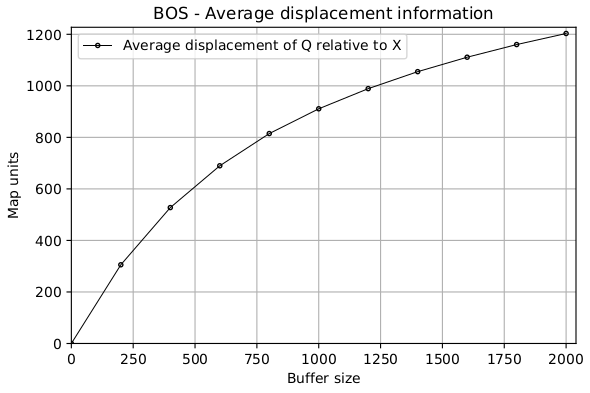 BOS - Average displacement information
Average displacement of Q relative to X
Map units
1200
1000
800
600
400
200
0
0 250 500 750 1000 1250 1500 1750 2000
Buffer size